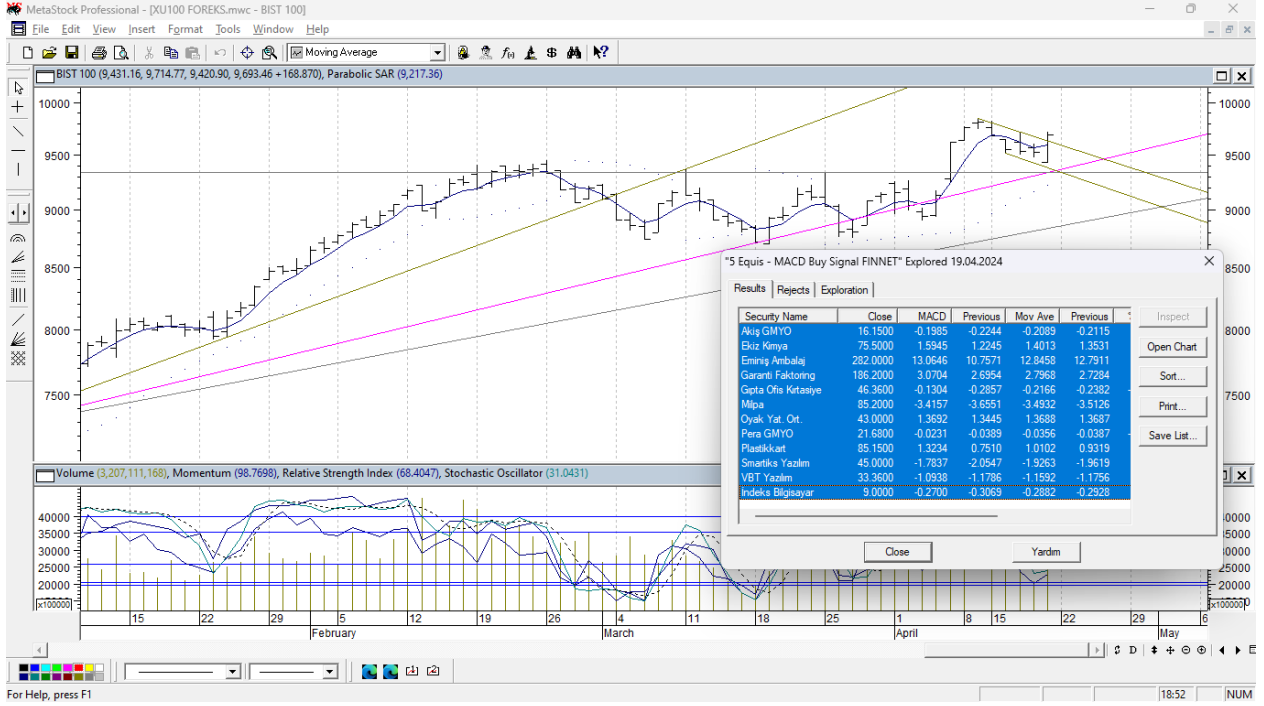 MetaStock Professional - [XU100 FOREKS.mwc - BIST 100]
File Edit View Insert Format Tools Window Help
Moving Average
BIST 100 (9,431.16, 9,714.77, 9,420.90, 9,693.46 +168.870), Parabolic SAR (9,217.36)
10000 10000
9500 9500
9000 9000
8500 8500
8000 8000
7500 7500
"5 Equis - MACD Buy Signal FINNET" Explored 19.04.2024
Results Rejects Exploration
Security Name Close MACD Previous Mov Ave Previous
Akiş GMYO 16.1500 -0.1985 -0.2244 -0.2089 -0.2115
Ekiz Kimya 75.5000 1.5945 1.2245 1.4013 1.3531
Eminiş Ambalaj 282.0000 13.0646 10.7571 12.8458 12.7911
Garanti Faktoring 186.2000 3.0704 2.6954 2.7968 2.7284
Gıpta Ofis Kırtasiye 46.3600 -0.1304 -0.2857 -0.2166 -0.2382
Milpa 85.2000 -3.4157 -3.6551 -3.4932 -3.5126
Oyak Yat. Ort. 43.0000 1.3692 1.3445 1.3688 1.3687
Pera GMYO 21.6800 -0.0231 -0.0389 -0.0356 -0.0387
Plastikkart 85.1500 1.3234 0.7510 1.0102 0.9319
Smartiks Yazılım 45.0000 -1.7837 -2.0547 -1.9263 -1.9619
VBT Yazılım 33.3600 -1.0938 -1.1786 -1.1592 -1.1756
İndeks Bilgisayar 9.0000 -0.2700 -0.3069 -0.2882 -0.2928
Inspect
Open Chart
Sort...
Print...
Save List...
Close Yardım
Volume (3,207,111,168), Momentum (98.7698), Relative Strength Index (68.4047), Stochastic Oscillator (31.0431)
40000
35000
30000
25000 25000
20000 20000
x100000 x100000
15 22 29 5 12 19 26 4 11 18 25 1 8 15 22 29 6
February March April May
For Help, press F1
18:52 NUM